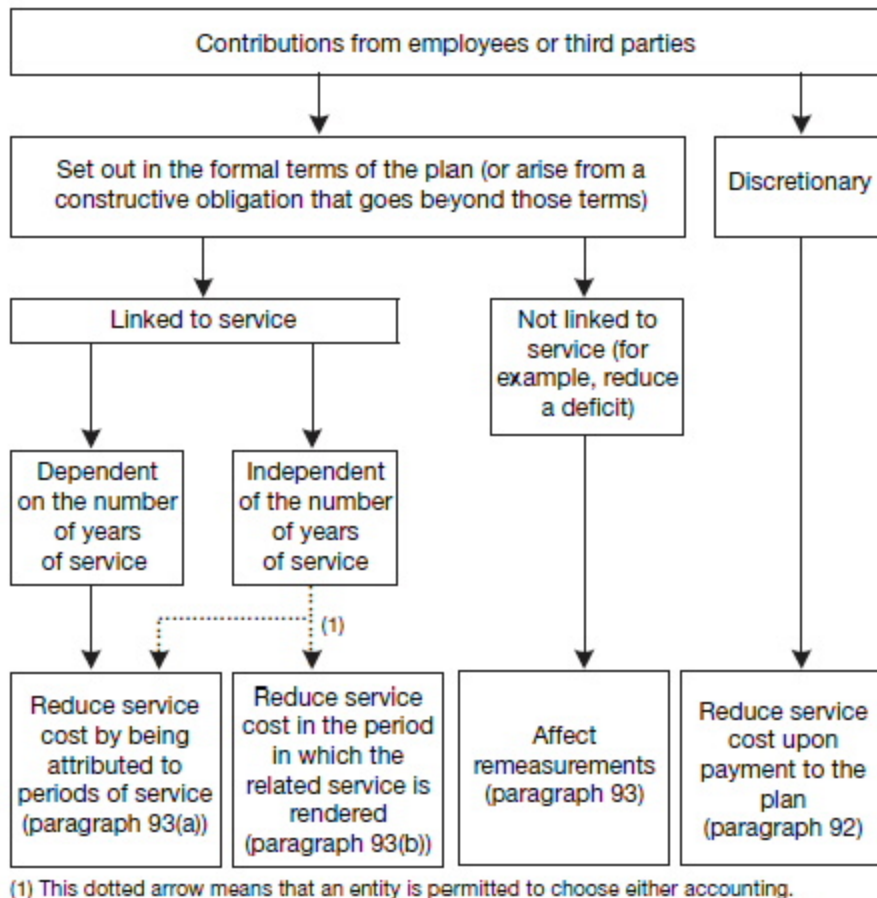 Contributions from employees or third parties
Set out in the formal terms of the plan (or arise from a
constructive obligation that goes beyond those terms)
Discretionary
Linked to service
Not linked to
service (for
example, reduce
a deficit)
Dependent
on the number
of years
of service
Independent
of the number
of years
of service
(1)
Reduce service
cost by being
attributed to
periods of service
(paragraph 93(a))
Reduce service
cost in the period
in which the
related service is
rendered
(paragraph 93(b))
Affect
remeasurements
(paragraph 93)
Reduce service
cost upon
payment to the
plan
(paragraph 92)
(1) This dotted arrow means that an entity is permitted to choose either accounting.